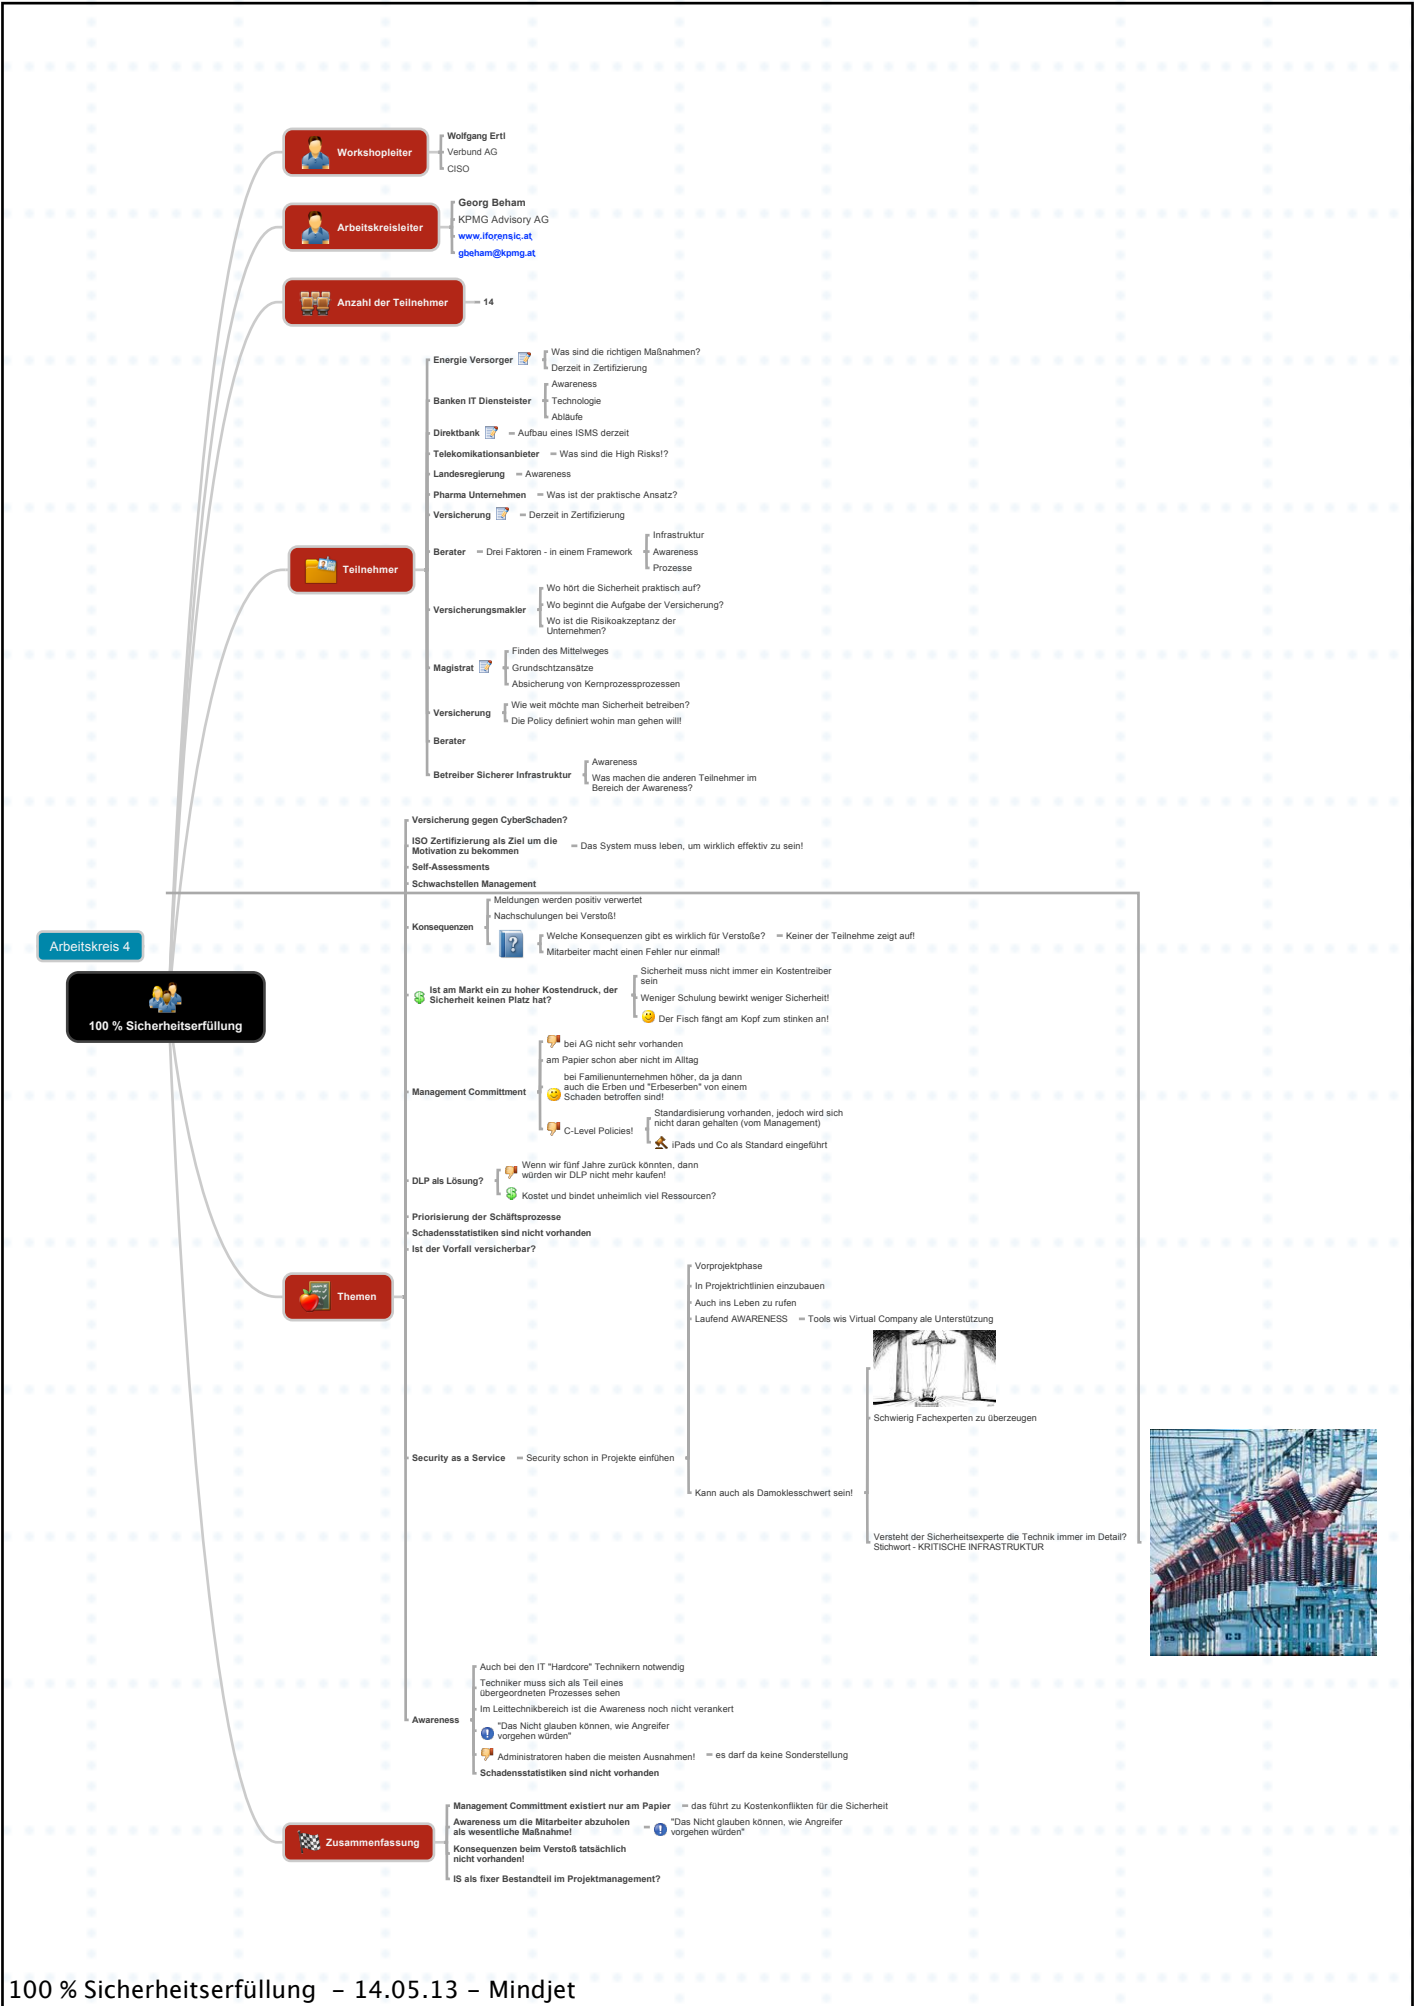 Workshopleiter
Wolfgang Ertl
Verbund AG
CISO
Arbeitskreisleiter
Georg Beham
KPMG Advisory AG
www.iforensic.at
gbeham@kpmg.at
Anzahl der Teilnehmer
14
Teilnehmer
Energie Versorger
Was sind die richtigen Maßnahmen?
Derzeit in Zertifizierung
Banken IT Diensteister
Awareness
Technologie
Abläufe
Direktbank
Aufbau eines ISMS derzeit
Telekomikationsanbieter
Was sind die High Risks!?
Landesregierung
Awareness
Pharma Unternehmen
Was ist der praktische Ansatz?
Versicherung
Derzeit in Zertifizierung
Berater
Drei Faktoren - in einem Framework
Infrastruktur
Awareness
Prozesse
Versicherungsmakler
Wo hört die Sicherheit praktisch auf?
Wo beginnt die Aufgabe der Versicherung?
Wo ist die Risikoakzeptanz der
Unternehmen?
Magistrat
Finden des Mittelweges
Grundschtzansätze
Absicherung von Kernprozessprozessen
Versicherung
Wie weit möchte man Sicherheit betreiben?
Die Policy definiert wohin man gehen will!
Berater
Betreiber Sicherer Infrastruktur
Awareness
Was machen die anderen Teilnehmer im
Bereich der Awareness?
Arbeitskreis 4
100 % Sicherheitserfüllung
Themen
Versicherung gegen CyberSchaden?
ISO Zertifizierung als Ziel um die
Motivation zu bekommen
Das System muss leben, um wirklich effektiv zu sein!
Self-Assessments
Schwachstellen Management
Konsequenzen
Meldungen werden positiv verwertet
Nachschulungen bei Verstoß!
Welche Konsequenzen gibt es wirklich für Verstoße?
Keiner der Teilnehme zeigt auf!
Mitarbeiter macht einen Fehler nur einmal!
Ist am Markt ein zu hoher Kostendruck, der
Sicherheit keinen Platz hat?
Sicherheit muss nicht immer ein Kostentreiber
sein
Weniger Schulung bewirkt weniger Sicherheit!
Der Fisch fängt am Kopf zum stinken an!
Management Committment
bei AG nicht sehr vorhanden
am Papier schon aber nicht im Alltag
bei Familienunternehmen höher, da ja dann
auch die Erben und "Erbeserben" von einem
Schaden betroffen sind!
C-Level Policies!
Standardisierung vorhanden, jedoch wird sich
nicht daran gehalten (vom Management)
iPads und Co als Standard eingeführt
DLP als Lösung?
Wenn wir fünf Jahre zurück könnten, dann
würden wir DLP nicht mehr kaufen!
Kostet und bindet unheimlich viel Ressourcen?
Priorisierung der Schäftsprozesse
Schadensstatistiken sind nicht vorhanden
Ist der Vorfall versicherbar?
Security as a Service
Security schon in Projekte einfühen
Vorprojektphase
In Projektrichtlinien einzubauen
Auch ins Leben zu rufen
Laufend AWARENESS
Tools wis Virtual Company ale Unterstützung
Kann auch als Damoklesschwert sein!
Schwierig Fachexperten zu überzeugen
Versteht der Sicherheitsexperte die Technik immer im Detail?
Stichwort - KRITISCHE INFRASTRUKTUR
Awareness
Auch bei den IT "Hardcore" Technikern notwendig
Techniker muss sich als Teil eines
übergeordneten Prozesses sehen
Im Leittechnikbereich ist die Awareness noch nicht verankert
"Das Nicht glauben können, wie Angreifer
vorgehen würden"
Administratoren haben die meisten Ausnahmen!
es darf da keine Sonderstellung
Schadensstatistiken sind nicht vorhanden
Zusammenfassung
Management Committment existiert nur am Papier
das führt zu Kostenkonflikten für die Sicherheit
Awareness um die Mitarbeiter abzuholen
als wesentliche Maßnahme!
"Das Nicht glauben können, wie Angreifer
vorgehen würden"
Konsequenzen beim Verstoß tatsächlich
nicht vorhanden!
IS als fixer Bestandteil im Projektmanagement?
100 % Sicherheitserfüllung - 14.05.13 - Mindjet